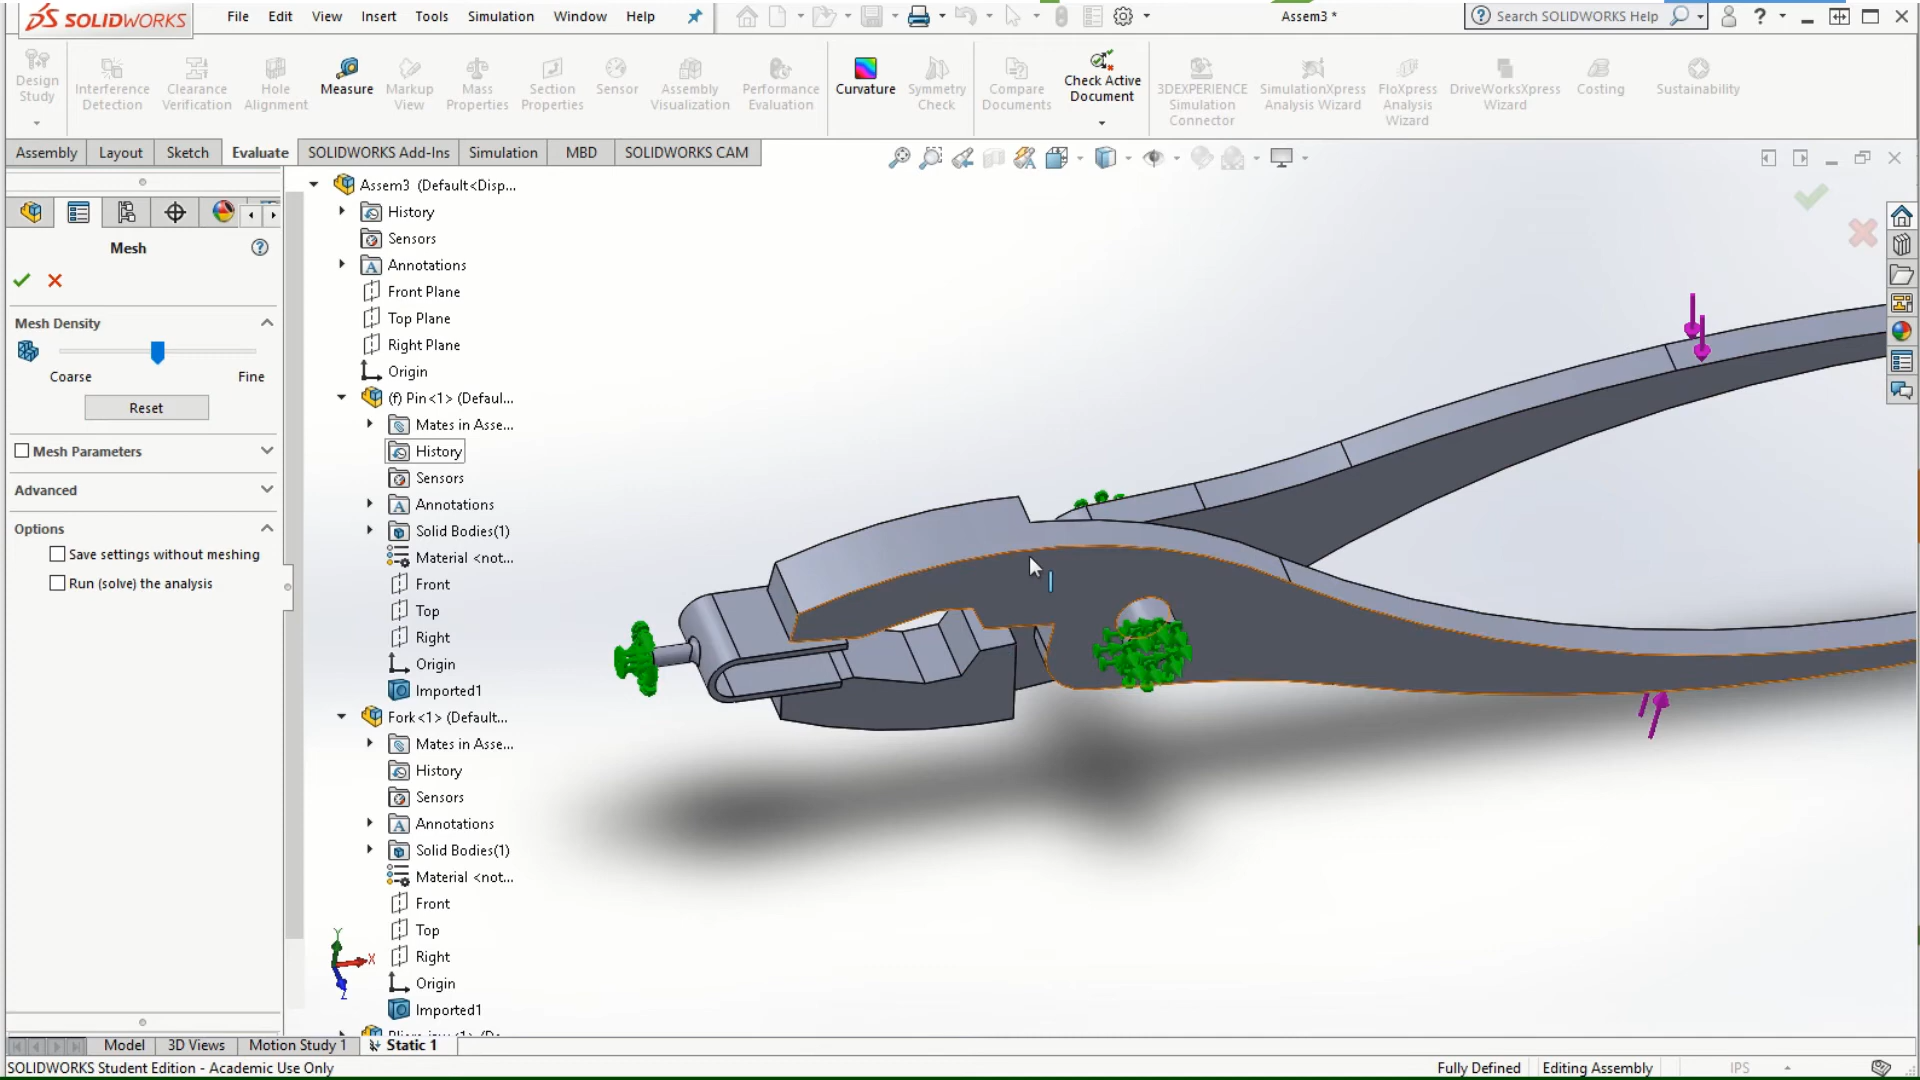 SOLIDWORKS
File Edit View Insert Tools Simulation Window Help
Assem3 *
Search SOLIDWORKS Help
Design Study
Interference Detection
Clearance Verification
Hole Alignment
Measure
Markup View
Mass Properties
Section Properties
Sensor
Assembly Visualization
Performance Evaluation
Curvature
Symmetry Check
Compare Documents
Check Active Document
3DEXPERIENCE Simulation Connector
SimulationXpress Analysis Wizard
FloXpress Analysis Wizard
DriveWorksXpress Wizard
Costing
Sustainability
Assembly Layout Sketch Evaluate SOLIDWORKS Add-Ins Simulation MBD SOLIDWORKS CAM
Mesh
Mesh Density
Coarse Fine
Reset
Mesh Parameters
Advanced
Options
Save settings without meshing
Run (solve) the analysis
Assem3 (Default<Disp...
History
Sensors
Annotations
Front Plane
Top Plane
Right Plane
Origin
(f) Pin<1> (Defaul...
Mates in Asse...
History
Sensors
Annotations
Solid Bodies(1)
Material <not...
Front
Top
Right
Origin
Imported1
Fork<1> (Default...
Mates in Asse...
History
Sensors
Annotations
Solid Bodies(1)
Material <not...
Front
Top
Right
Origin
Imported1
Y
X
Z
Model 3D Views Motion Study 1 Static 1
SOLIDWORKS Student Edition - Academic Use Only
Fully Defined Editing Assembly IPS